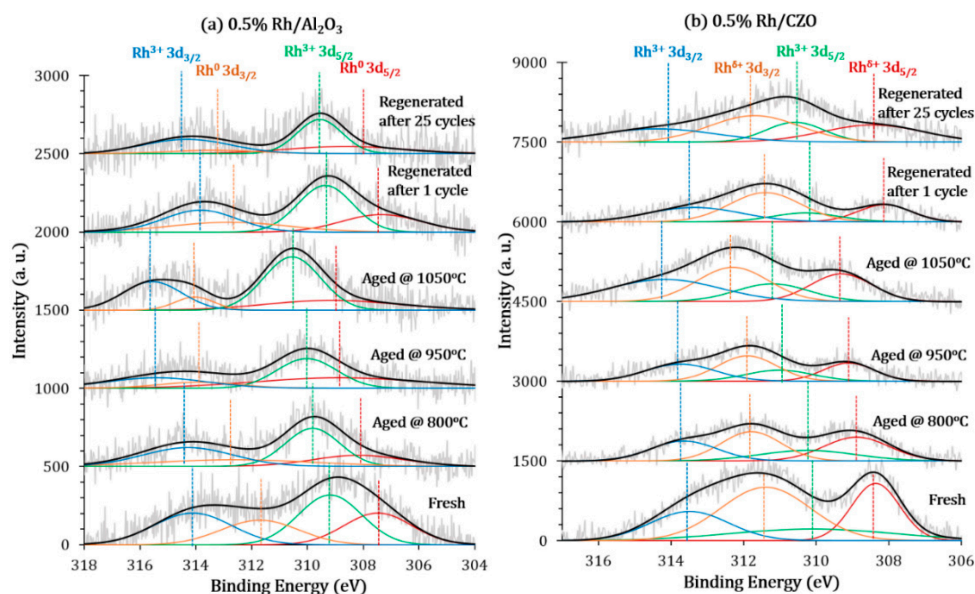 (a) 0.5% Rh/Al₂O₃
Rh³⁺ 3d₃/₂
Rh⁰ 3d₃/₂
Rh³⁺ 3d₅/₂
Rh⁰ 3d₅/₂
Regenerated
after 25 cycles
Regenerated
after 1 cycle
Aged @ 1050ºC
Aged @ 950ºC
Aged @ 800ºC
Fresh
Intensity (a. u.)
3000
2500
2000
1500
1000
500
0
318 316 314 312 310 308 306 304
Binding Energy (eV)
(b) 0.5% Rh/CZO
Rh³⁺ 3d₃/₂
Rh³⁺ 3d₅/₂
Rhᵟ⁺ 3d₃/₂
Rhᵟ⁺ 3d₅/₂
Regenerated
after 25 cycles
Regenerated
after 1 cycle
Aged @ 1050ºC
Aged @ 950ºC
Aged @ 800ºC
Fresh
Intensity (a. u.)
9000
7500
6000
4500
3000
1500
0
316 314 312 310 308 306
Binding Energy (eV)